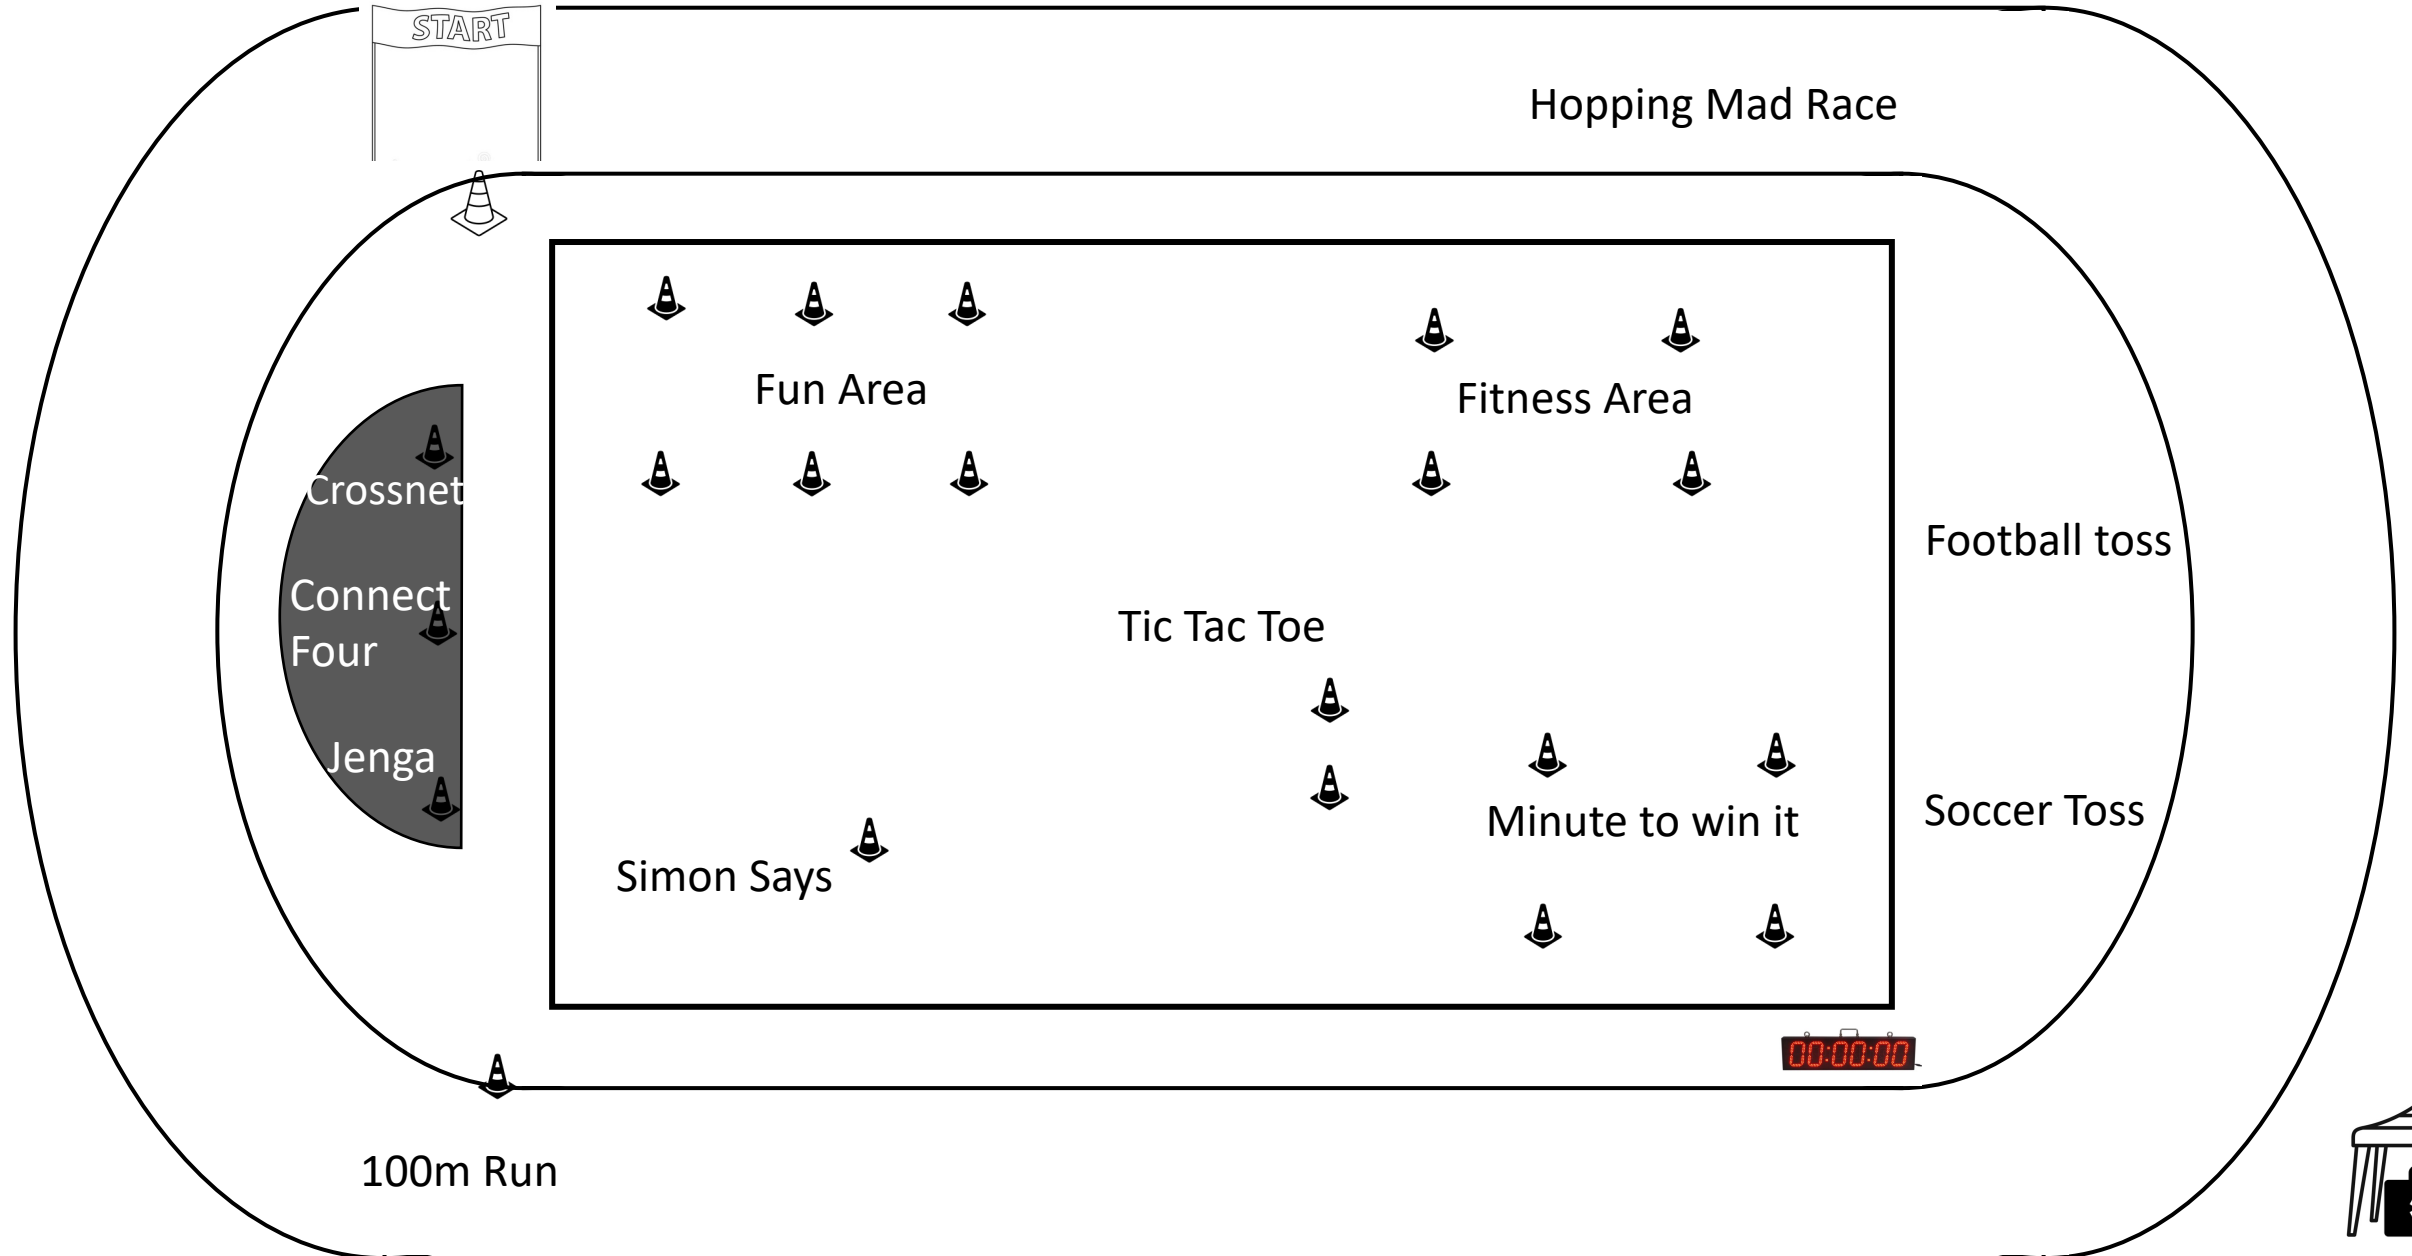 START
Hopping Mad Race
Fun Area
Fitness Area
Crossnet
Football toss
Connect
Four
Tic Tac Toe
Jenga
Minute to win it
Soccer Toss
Simon Says
00:00:00
100m Run